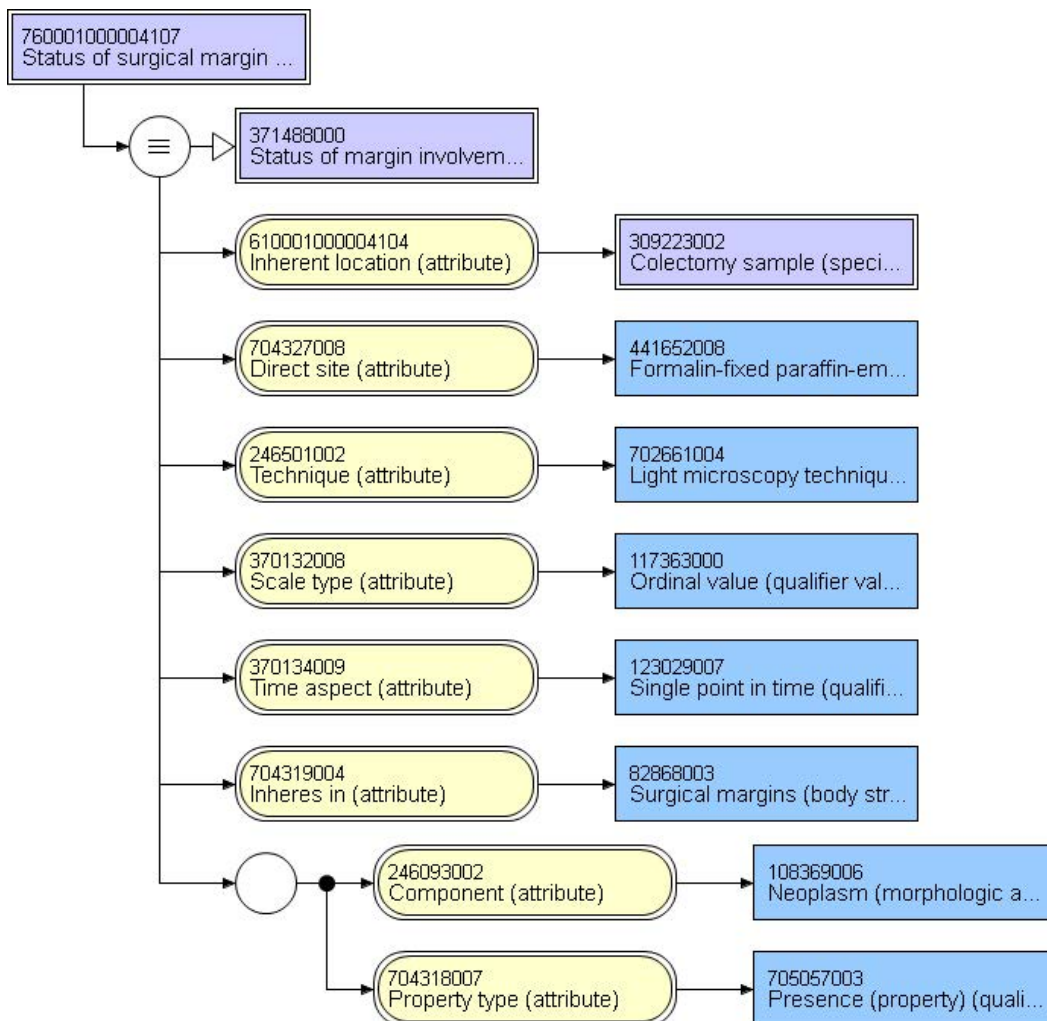 760001000004107
Status of surgical margin ...
371488000
Status of margin involvem...
610001000004104
Inherent location (attribute)
309223002
Colectomy sample (speci...
704327008
Direct site (attribute)
441652008
Formalin-fixed paraffin-em...
246501002
Technique (attribute)
702661004
Light microscopy techniqu...
370132008
Scale type (attribute)
117363000
Ordinal value (qualifier val...
370134009
Time aspect (attribute)
123029007
Single point in time (qualifi...
704319004
Inheres in (attribute)
82868003
Surgical margins (body str...
246093002
Component (attribute)
108369006
Neoplasm (morphologic a...
704318007
Property type (attribute)
705057003
Presence (property) (quali...